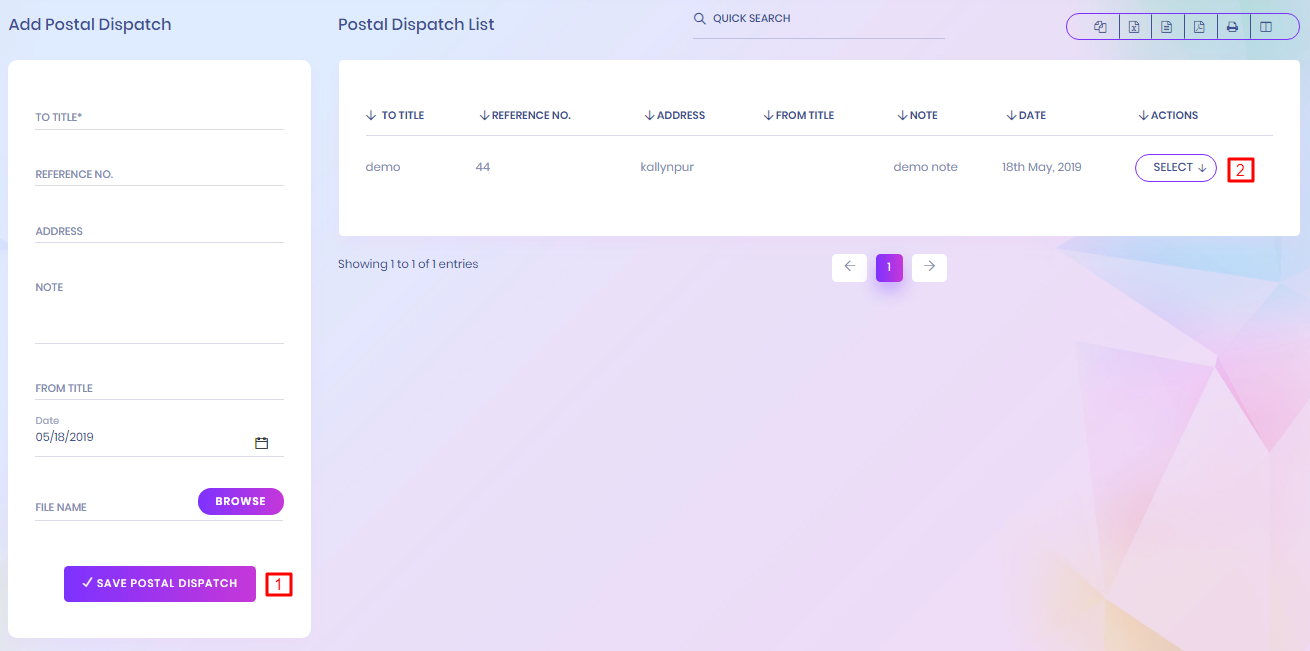 Add Postal Dispatch
TO TITLE*
REFERENCE NO.
ADDRESS
NOTE
FROM TITLE
Date
05/18/2019
FILE NAME BROWSE
SAVE POSTAL DISPATCH 1
Postal Dispatch List QUICK SEARCH
TO TITLE REFERENCE NO. ADDRESS FROM TITLE NOTE DATE ACTIONS
demo 44 kallynpur demo note 18th May, 2019 SELECT 2
Showing 1 to 1 of 1 entries 1